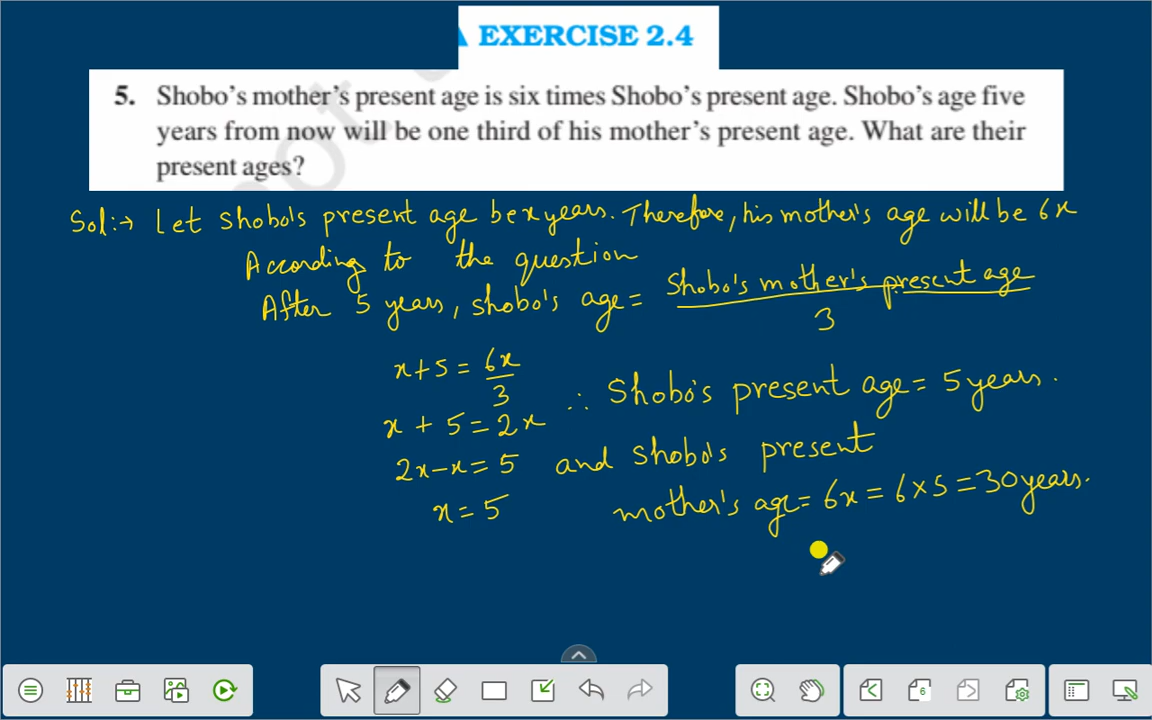 EXERCISE 2.4
5. Shobo's mother's present age is six times Shobo's present age. Shobo's age five
years from now will be one third of his mother's present age. What are their
present ages?
Sol:→ Let Shobo's present age be x years. Therefore, his mother's age will be 6x
According to the question
After 5 years, shobo's age = Shobo's mother's present age
3
x+5 = 6x
3
x + 5 = 2x
2x-x = 5
x = 5
∴ Shobo's present age = 5 years.
and Shobo's present
mother's age = 6x = 6×5 = 30 years.
6